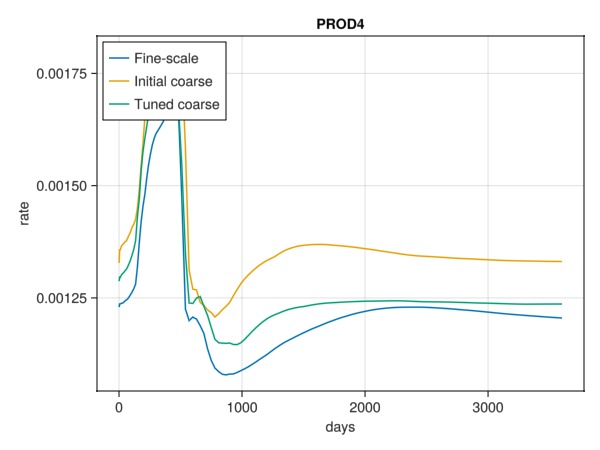 PROD4
Fine-scale
Initial coarse
Tuned coarse
0.00175
0.00150
0.00125
rate
0 1000 2000 3000
days